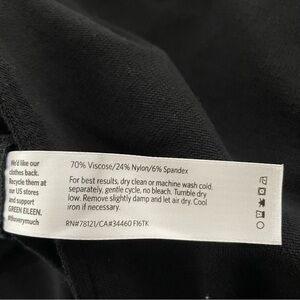 We'd like our
clothes back.
Recycle them at
our US stores
and support
GREEN EILEEN.
#theverymuch
70% Viscose/24% Nylon/6% Spandex
For best results, dry clean or machine wash cold,
separately, gentle cycle, no bleach. Tumble dry
low. Remove slightly damp and let air dry. Cool
iron if necessary.
RN#78121/CA#34460 F16TK